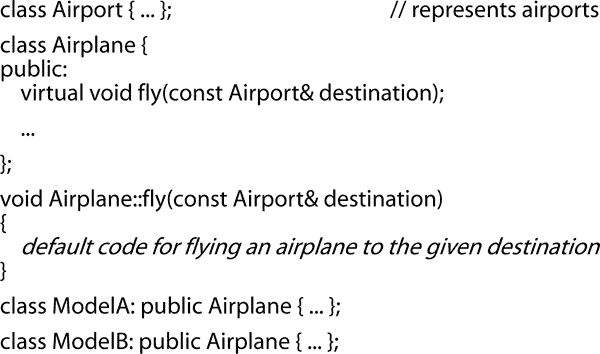 class Airport { ... };	// represents airports
class Airplane {
public:
virtual void fly(const Airport& destination);
...
};
void Airplane::fly(const Airport& destination)
{
default code for flying an airplane to the given destination
}
class ModelA: public Airplane { ... };
class ModelB: public Airplane { ... };